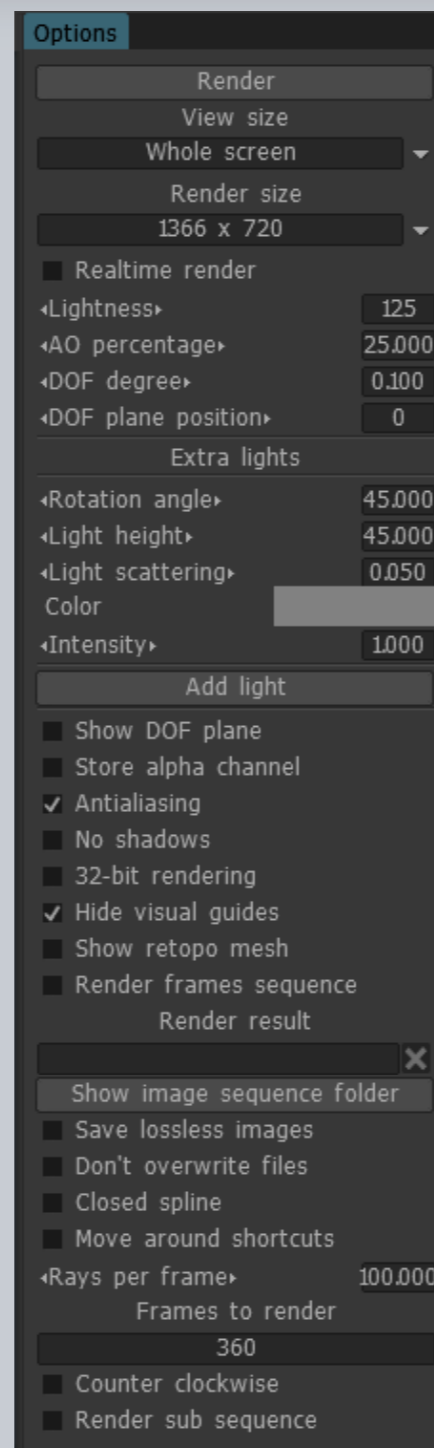 Options
Render
View size
Whole screen
Render size
1366 x 720
Realtime render
Lightness 125
AO percentage 25.000
DOF degree 0.100
DOF plane position 0
Extra lights
Rotation angle 45.000
Light height 45.000
Light scattering 0.050
Color
Intensity 1.000
Add light
Show DOF plane
Store alpha channel
Antialiasing
No shadows
32-bit rendering
Hide visual guides
Show retopo mesh
Render frames sequence
Render result
Show image sequence folder
Save lossless images
Don't overwrite files
Closed spline
Move around shortcuts
Rays per frame 100.000
Frames to render
360
Counter clockwise
Render sub sequence